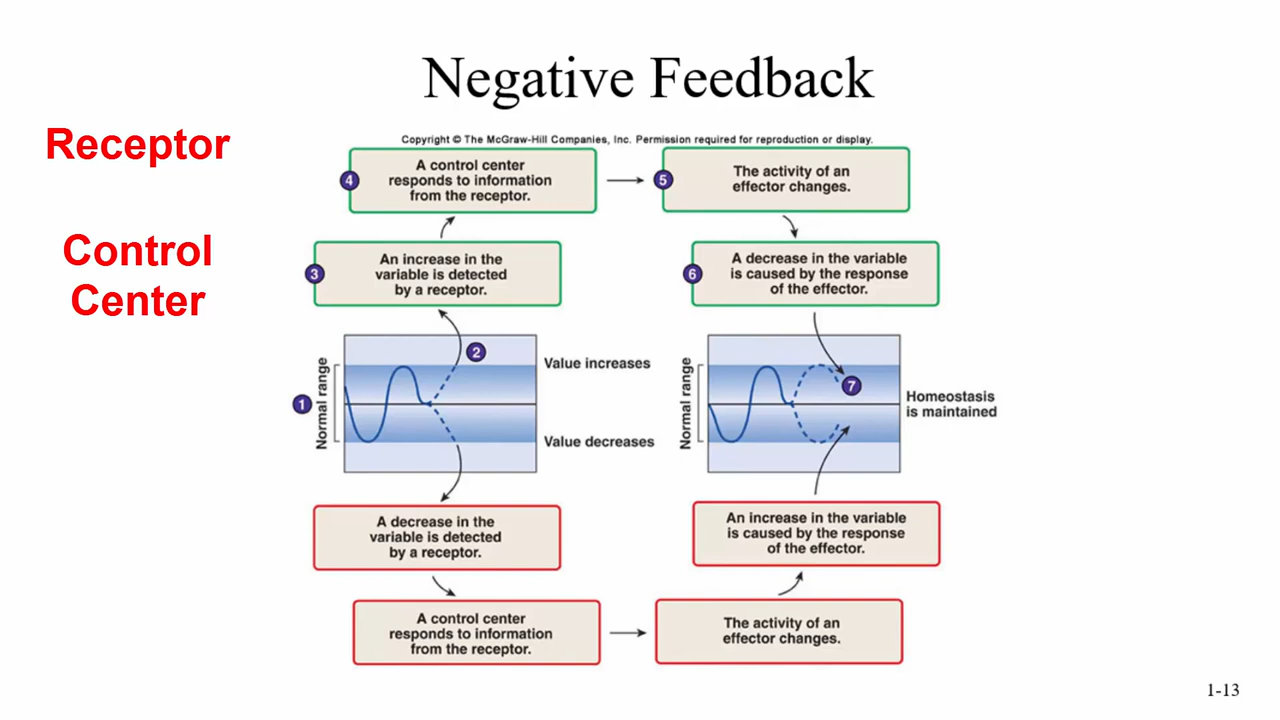 Negative Feedback
Receptor
Control
Center
Copyright © The McGraw-Hill Companies, Inc. Permission required for reproduction or display.
4
A control center
responds to information
from the receptor.
5
The activity of an
effector changes.
3
An increase in the
variable is detected
by a receptor.
6
A decrease in the variable
is caused by the response
of the effector.
1
Normal range
2
Value increases
Value decreases
Normal range
7
Homeostasis
is maintained
A decrease in the
variable is detected
by a receptor.
An increase in the variable
is caused by the response
of the effector.
A control center
responds to information
from the receptor.
The activity of an
effector changes.
1-13